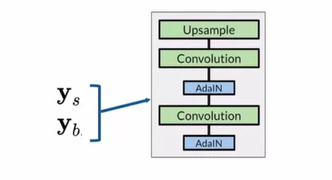 Upsample
Convolution
AdaIN
Convolution
AdaIN
y_s
y_b.